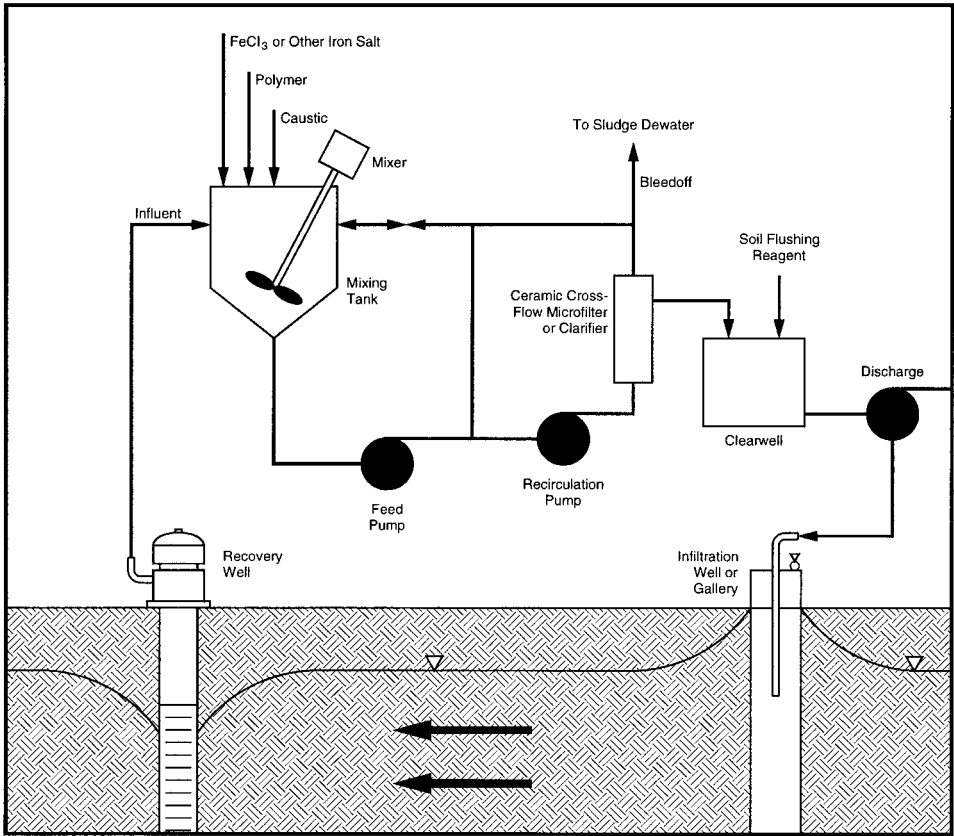 FeCl3 or Other Iron Salt
Polymer
Caustic
Mixer
To Sludge Dewater
Bleedoff
Influent
Soil Flushing
Reagent
Mixing
Tank
Ceramic Cross-
Flow Microfilter
or Clarifier
Discharge
Clearwell
Recirculation
Pump
Feed
Pump
Recovery
Well
Infiltration
Well or
Gallery